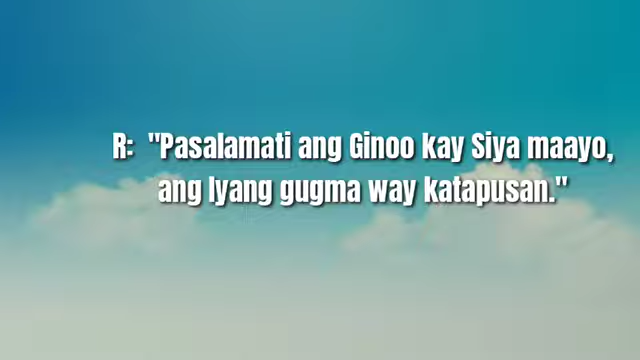 R:  "Pasalamati ang Ginoo kay Siya maayo,
ang Iyang gugma way katapusan."